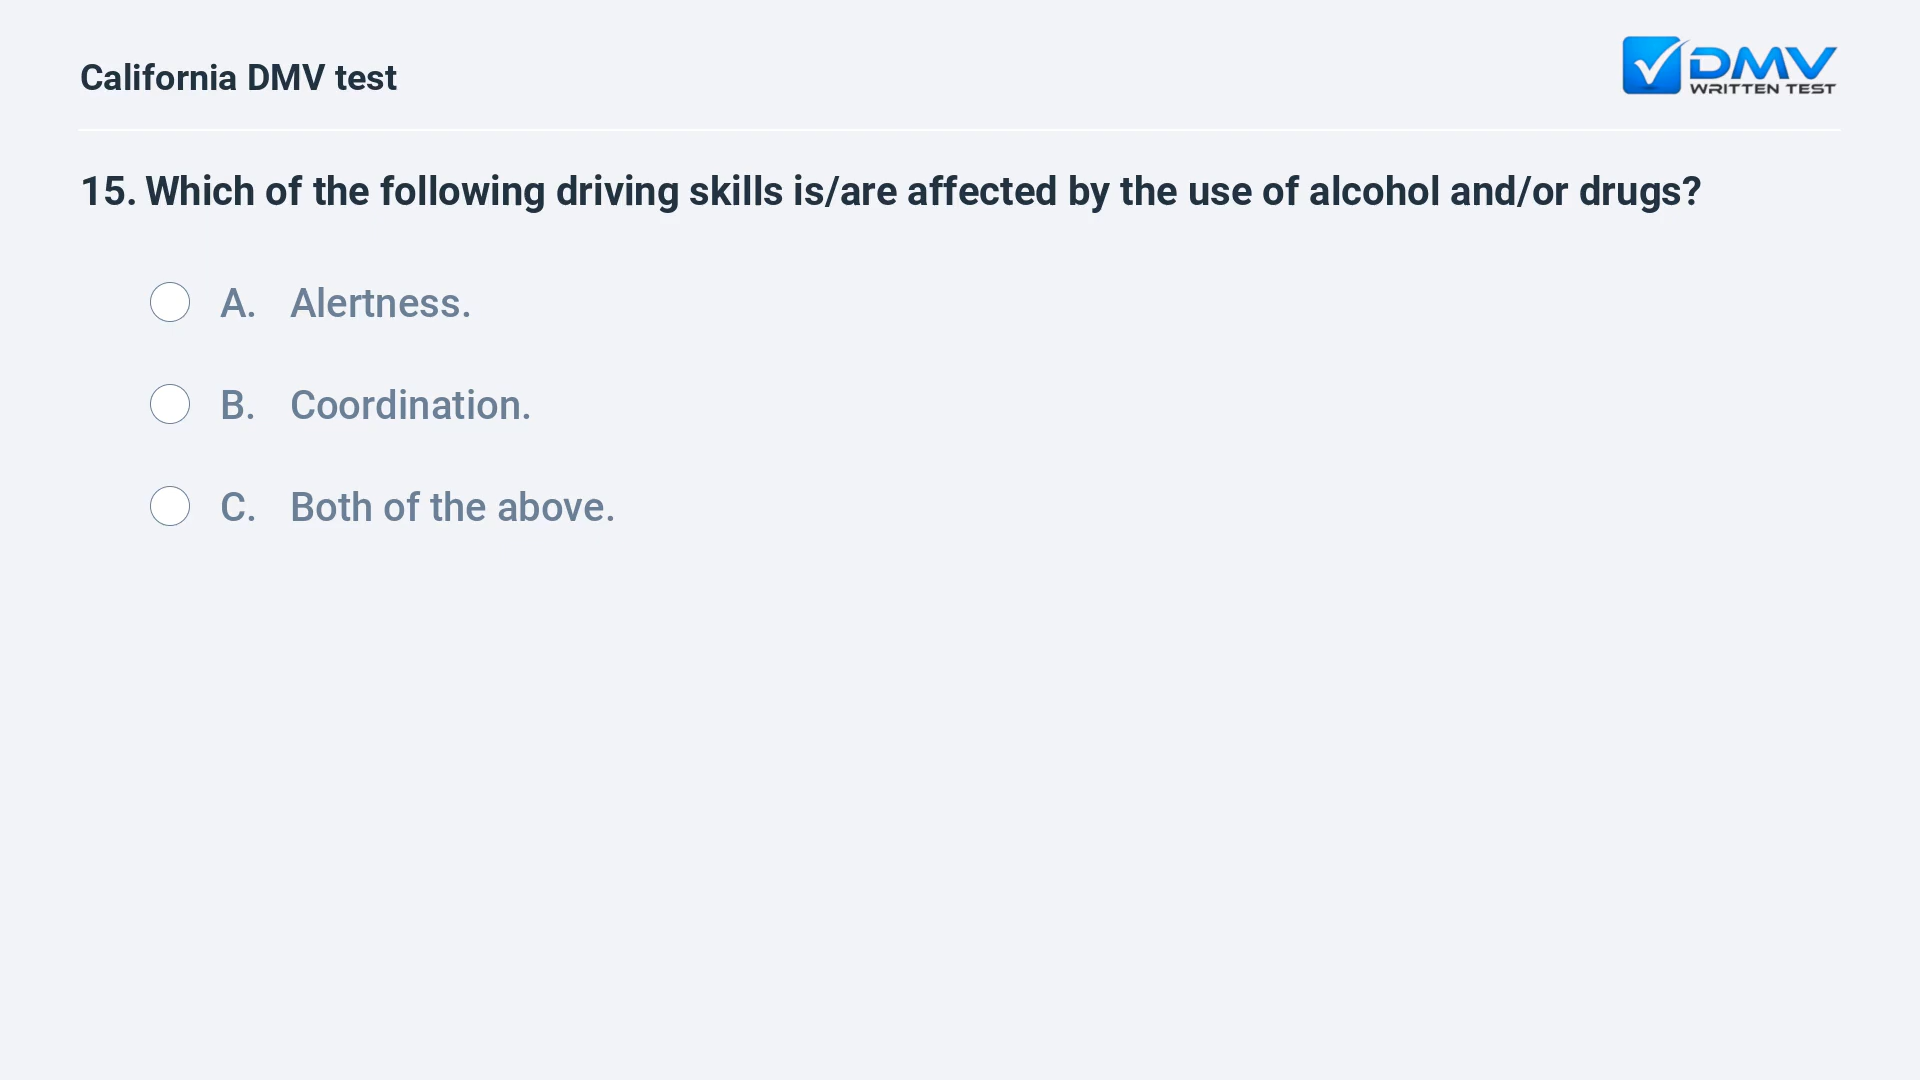 California DMV test
DMV
WRITTEN TEST
15. Which of the following driving skills is/are affected by the use of alcohol and/or drugs?
A. Alertness.
B. Coordination.
C. Both of the above.